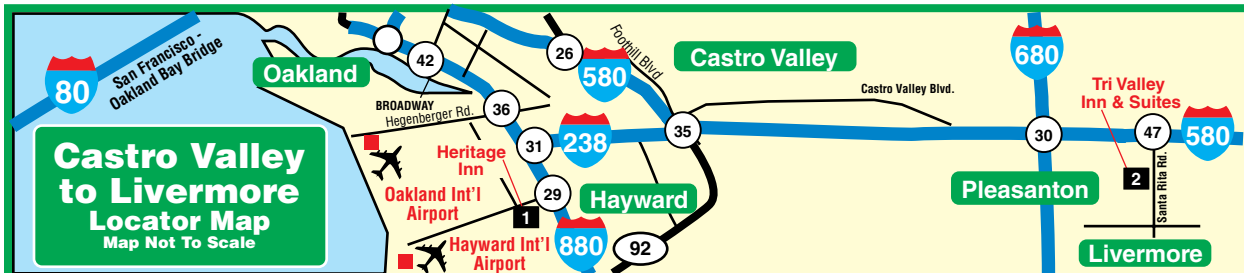 80
San Francisco -
Oakland Bay Bridge
Oakland
42
BROADWAY
Hegenberger Rd.
36
26
580
Foothill Blvd
Castro Valley
Castro Valley Blvd.
680
Tri Valley
Inn & Suites
47
580
30
35
238
31
Castro Valley
to Livermore
Locator Map
Map Not To Scale
Heritage
Inn
Oakland Int'l
Airport
29
1
Hayward
Hayward Int'l
Airport
880
92
Pleasanton
2
Santa Rita Rd.
Livermore